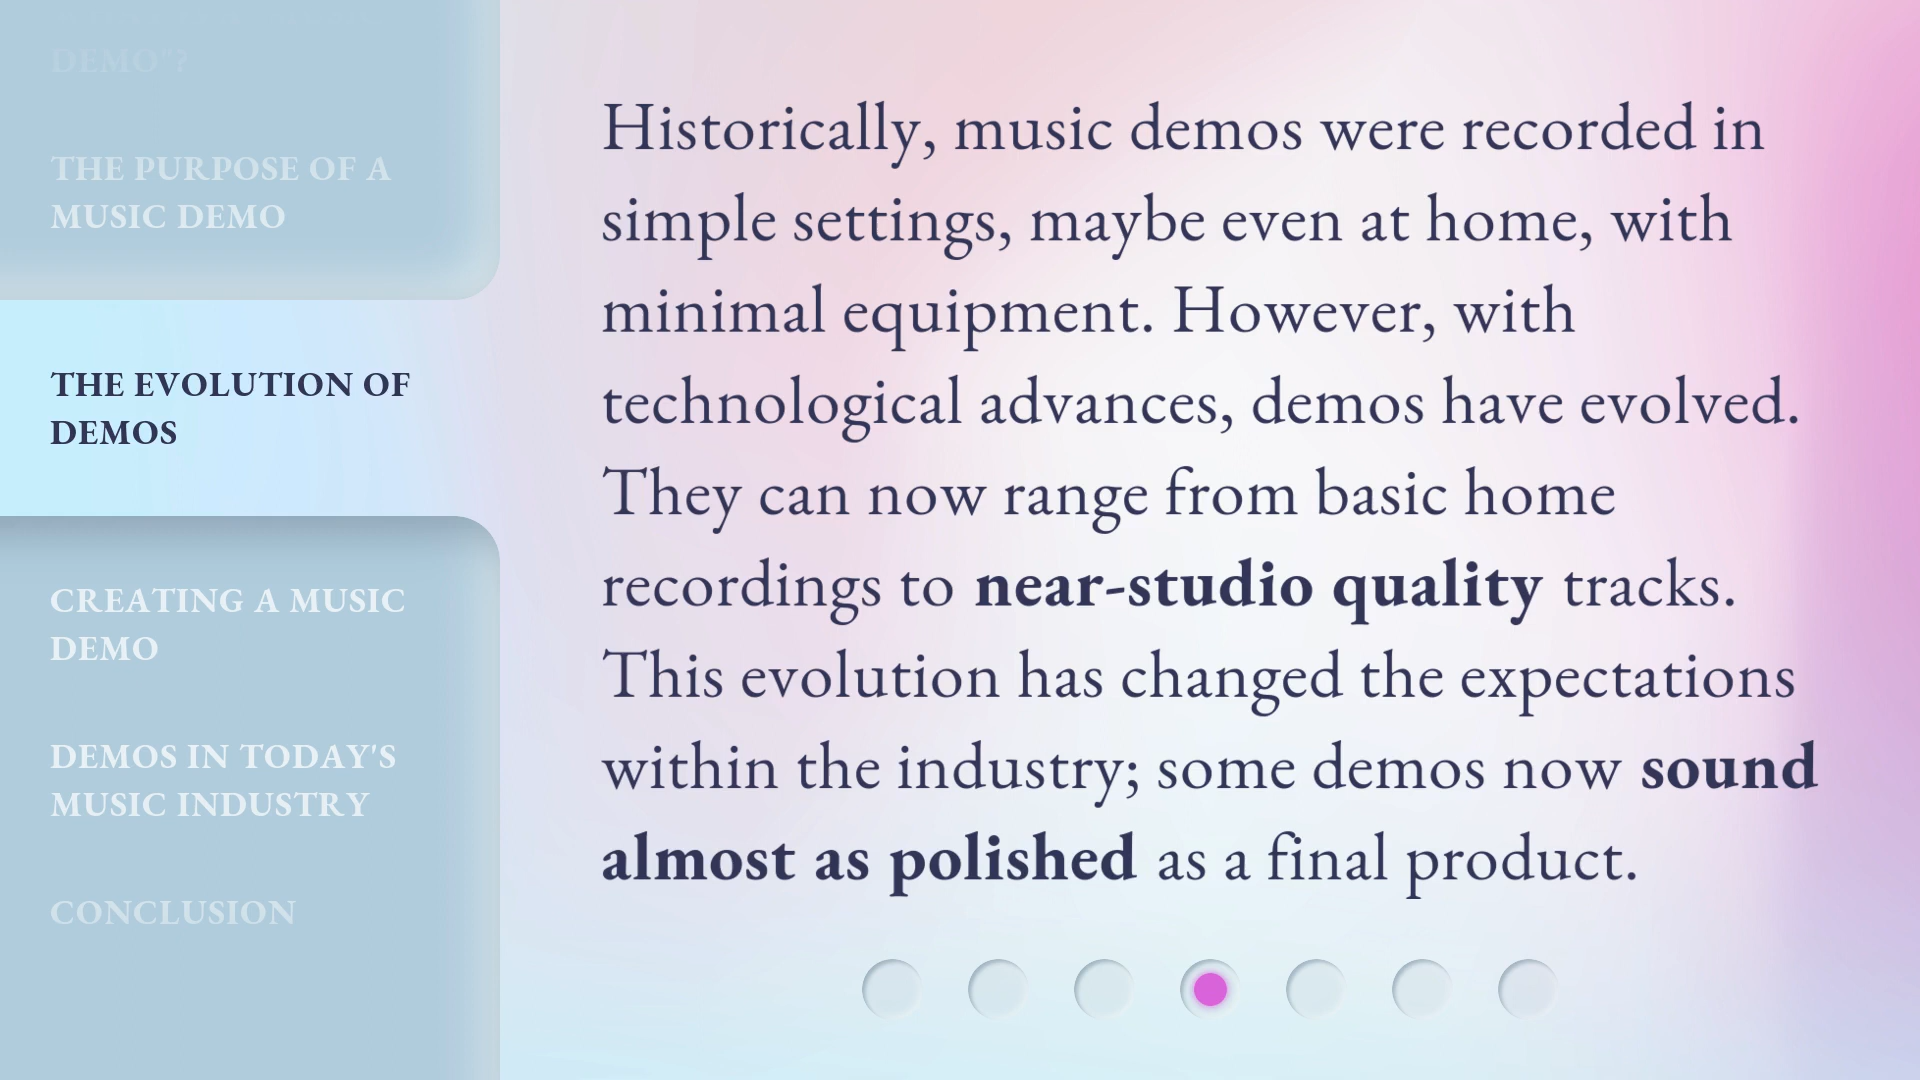 DEMO"?
THE PURPOSE OF A
MUSIC DEMO
THE EVOLUTION OF
DEMOS
CREATING A MUSIC
DEMO
DEMOS IN TODAY'S
MUSIC INDUSTRY
CONCLUSION
Historically, music demos were recorded in
simple settings, maybe even at home, with
minimal equipment. However, with
technological advances, demos have evolved.
They can now range from basic home
recordings to near-studio quality tracks.
This evolution has changed the expectations
within the industry; some demos now sound
almost as polished as a final product.